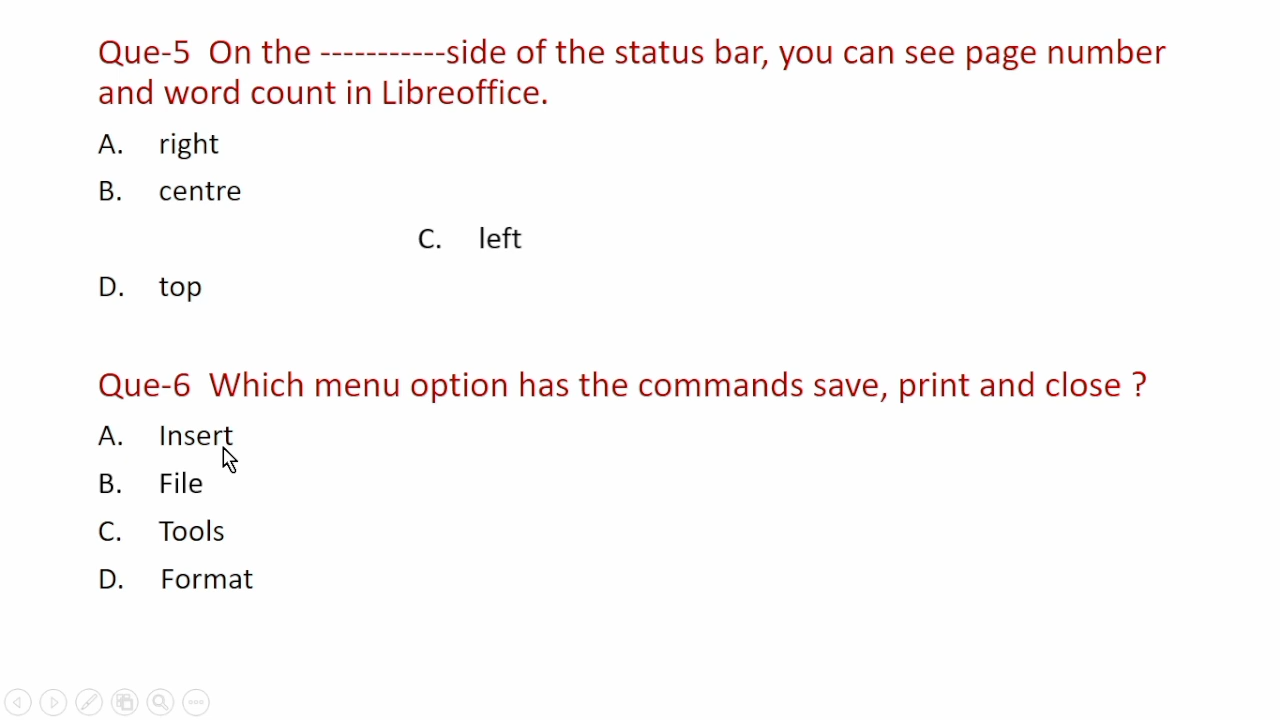 Que-5 On the -----------side of the status bar, you can see page number
and word count in Libreoffice.
A. right
B. centre
C. left
D. top
Que-6 Which menu option has the commands save, print and close ?
A. Insert
B. File
C. Tools
D. Format